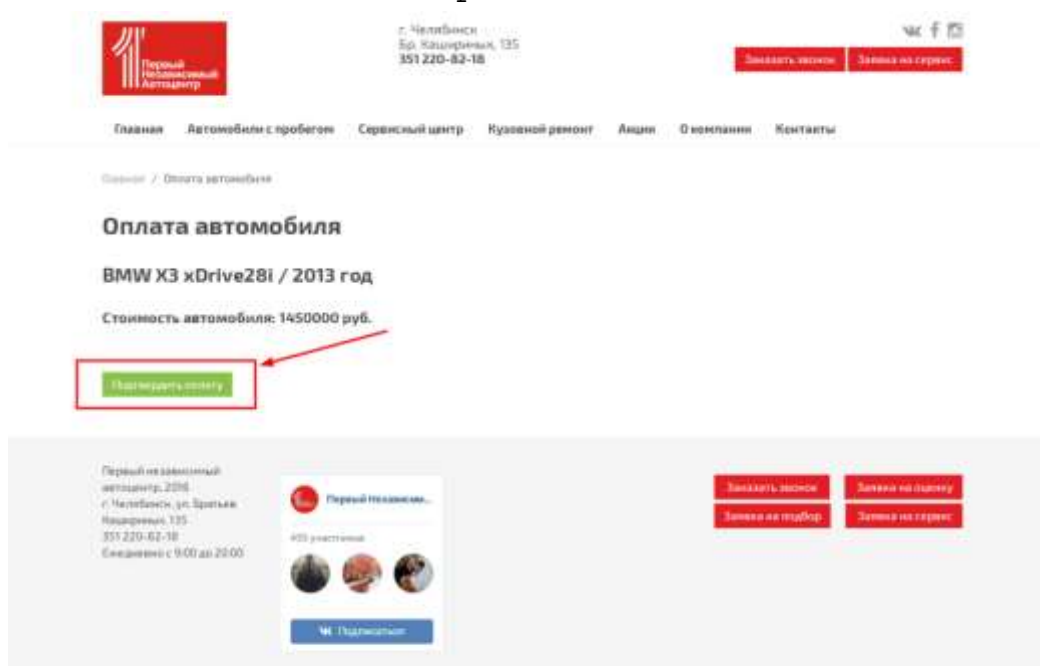 Первый
Независимый
Автоцентр
г. Челябинск
Бр. Кашириных, 135
351 220-82-18
Заказать звонок
Заявка на сервис
Главная
Автомобили с пробегом
Сервисный центр
Кузовной ремонт
Акции
О компании
Контакты
Главная / Оплата автомобиля
Оплата автомобиля
BMW X3 xDrive28i / 2013 год
Стоимость автомобиля: 1450000 руб.
Подтвердить оплату
Первый независимый
автоцентр, 2016
г. Челябинск, ул. Братьев
Кашириных, 135
351 220-82-18
Ежедневно с 9:00 до 20:00
Первый Независим...
участников
Подписаться
Заказать звонок
Заявка на оценку
Заявка на подбор
Заявка на сервис